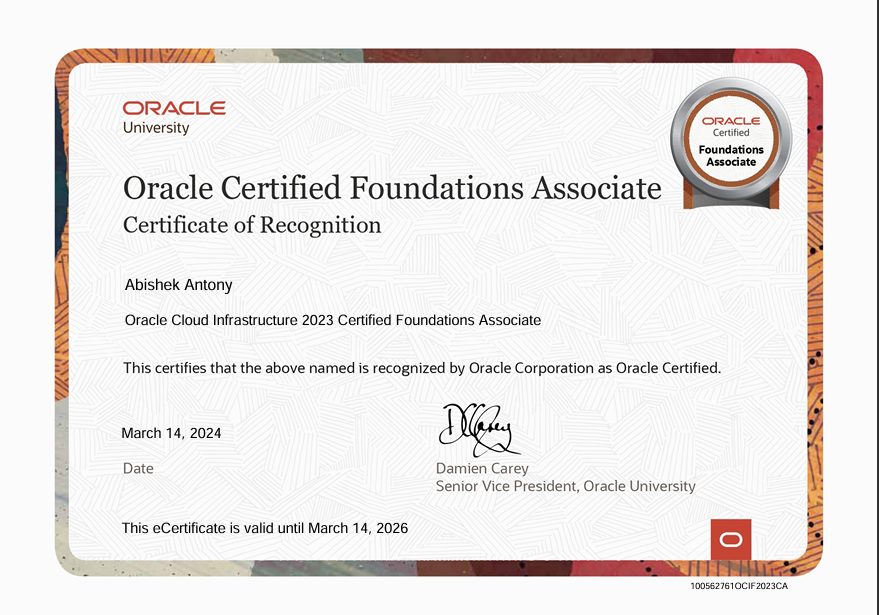 ORACLE
University
ORACLE
Certified
Foundations
Associate
Oracle Certified Foundations Associate
Certificate of Recognition
Abishek Antony
Oracle Cloud Infrastructure 2023 Certified Foundations Associate
This certifies that the above named is recognized by Oracle Corporation as Oracle Certified.
DCarey
March 14, 2024
Date
Damien Carey
Senior Vice President, Oracle University
This eCertificate is valid until March 14, 2026
100562761OCIF2023CA